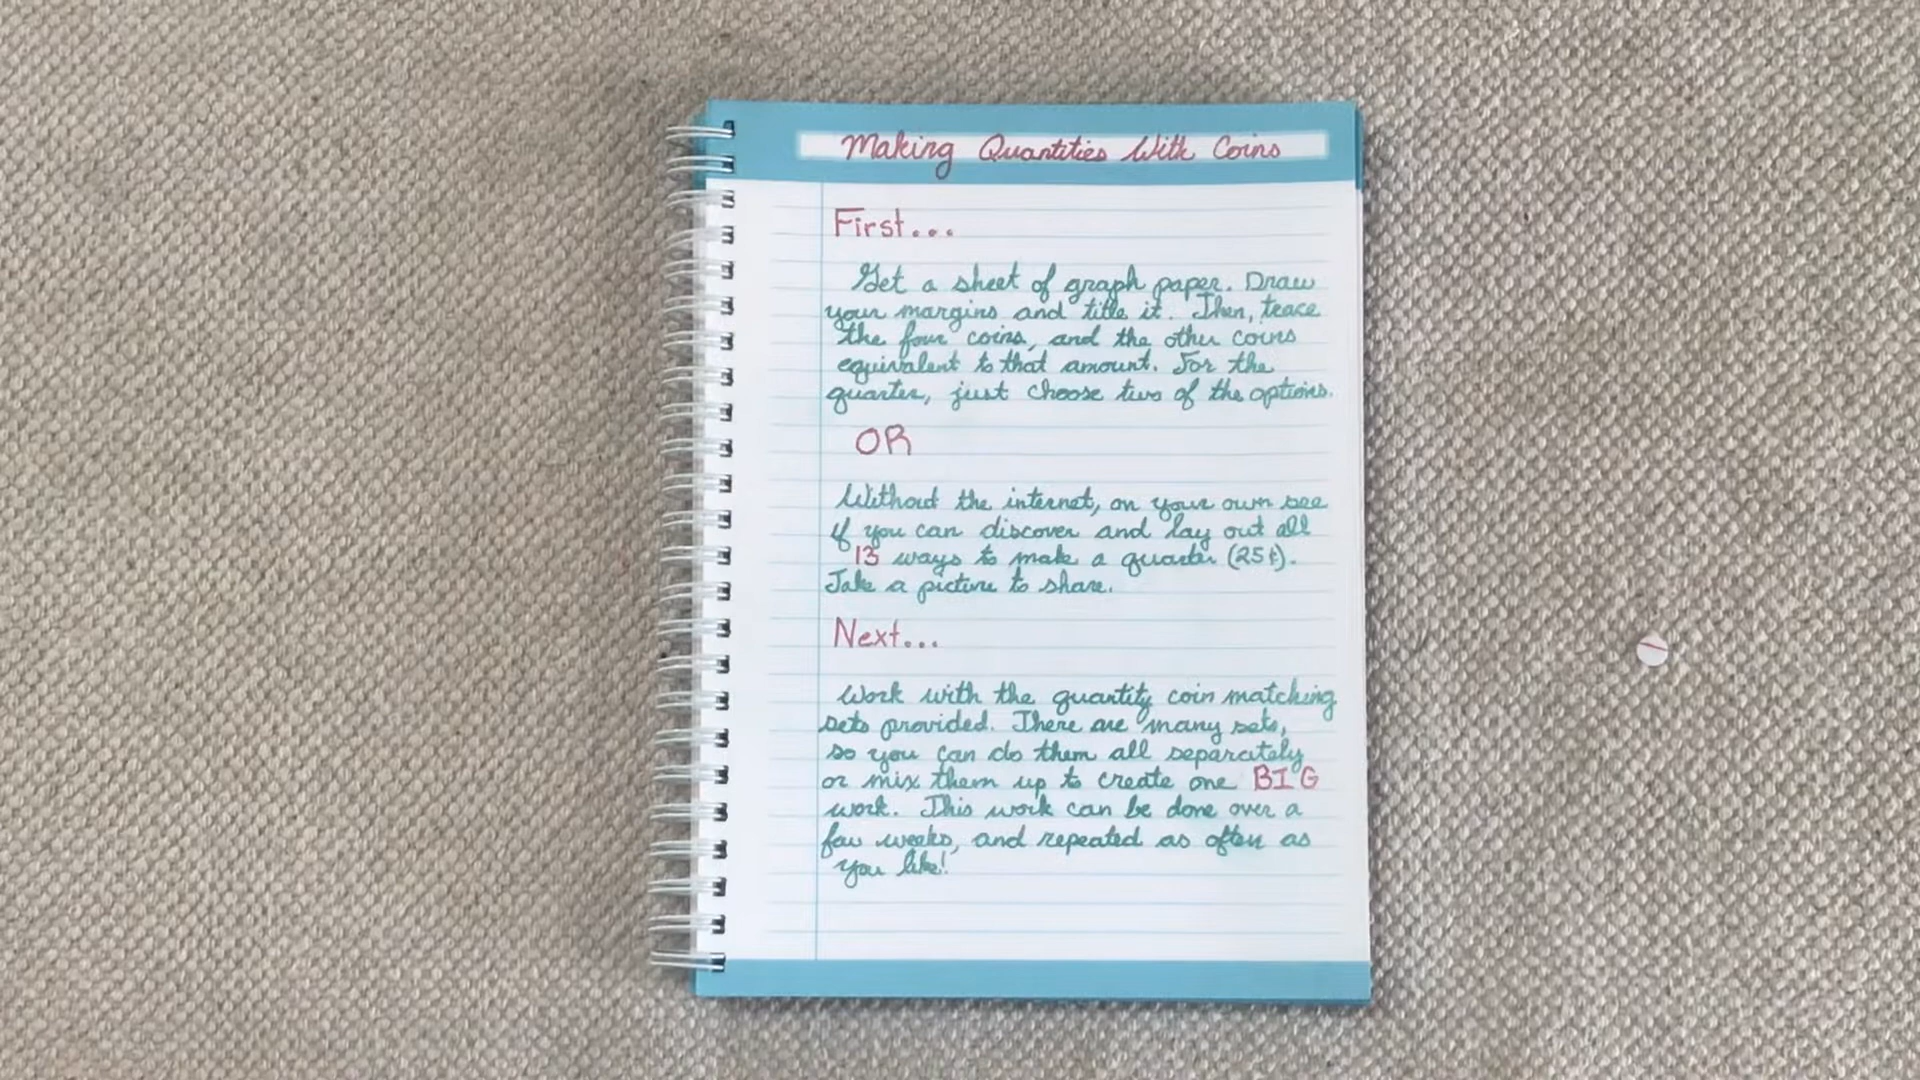 Making Quantities With Coins
First...
Get a sheet of graph paper. Draw
your margins and title it. Then, trace
the four coins, and the other coins
equivalent to that amount. For the
quarter, just choose two of the options.
OR
Without the internet, on your own see
if you can discover and lay out all
13 ways to make a quarter (25¢).
Take a picture to share.
Next...
Work with the quantity coin matching
sets provided. There are many sets,
so you can do them all separately
or mix them up to create one BIG
work. This work can be done over a
few weeks, and repeated as often as
you like!